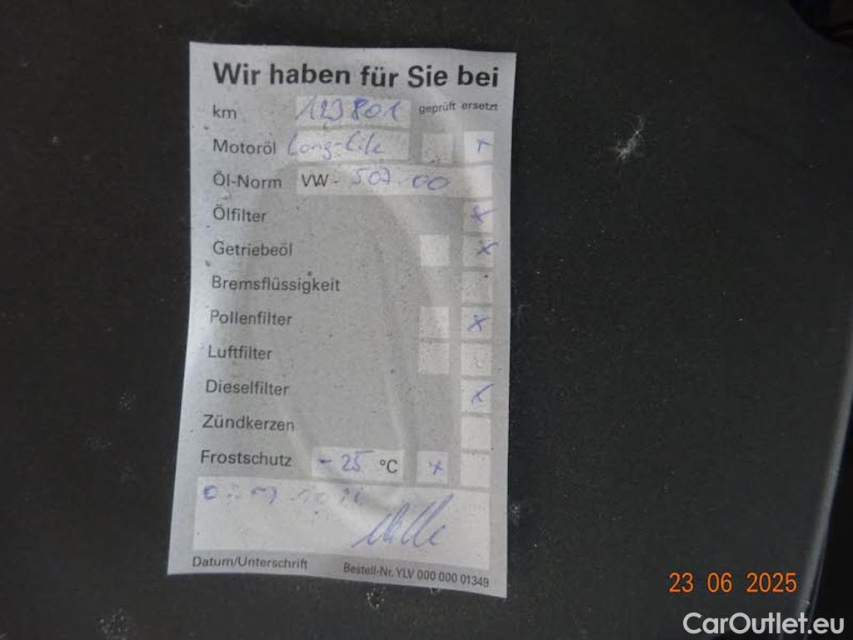 Wir haben für Sie bei
km 123801 geprüft ersetzt
Motoröl Long-Life x
Öl-Norm VW- 507.00
Ölfilter x
Getriebeöl x
Bremsflüssigkeit
Pollenfilter x
Luftfilter
Dieselfilter x
Zündkerzen
Frostschutz -25 °C x
Datum/Unterschrift Bestell-Nr. YLV 000 000 01349
23 06 2025
CarOutlet.eu